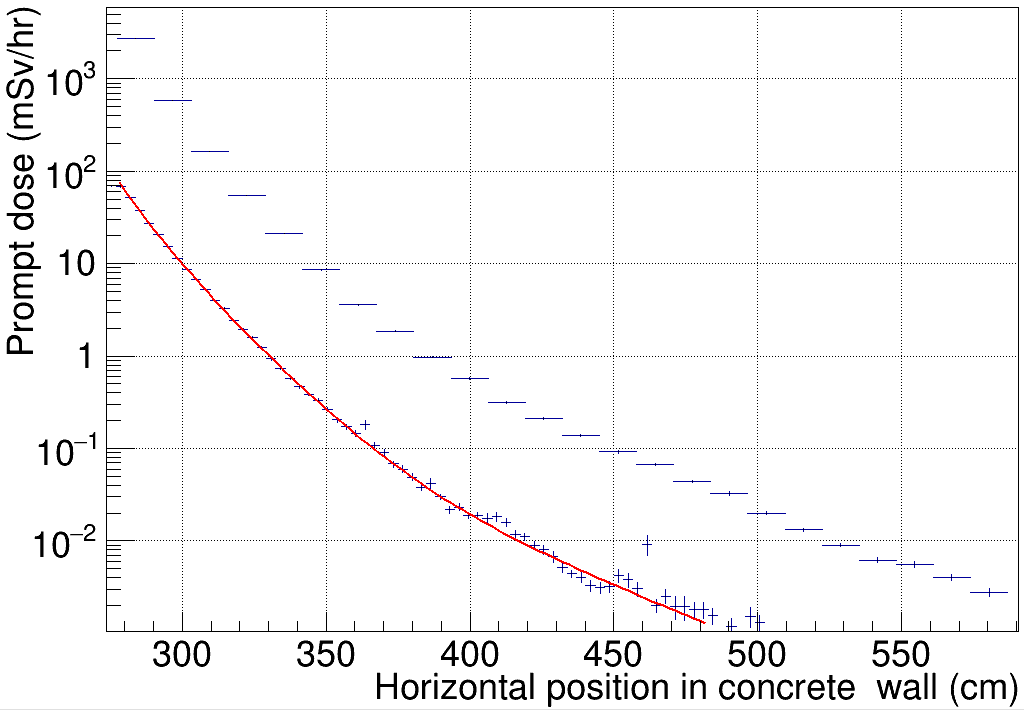 Prompt dose (mSv/hr)
10³
10²
10
1
10⁻¹
10⁻²
300 350 400 450 500 550
Horizontal position in concrete wall (cm)